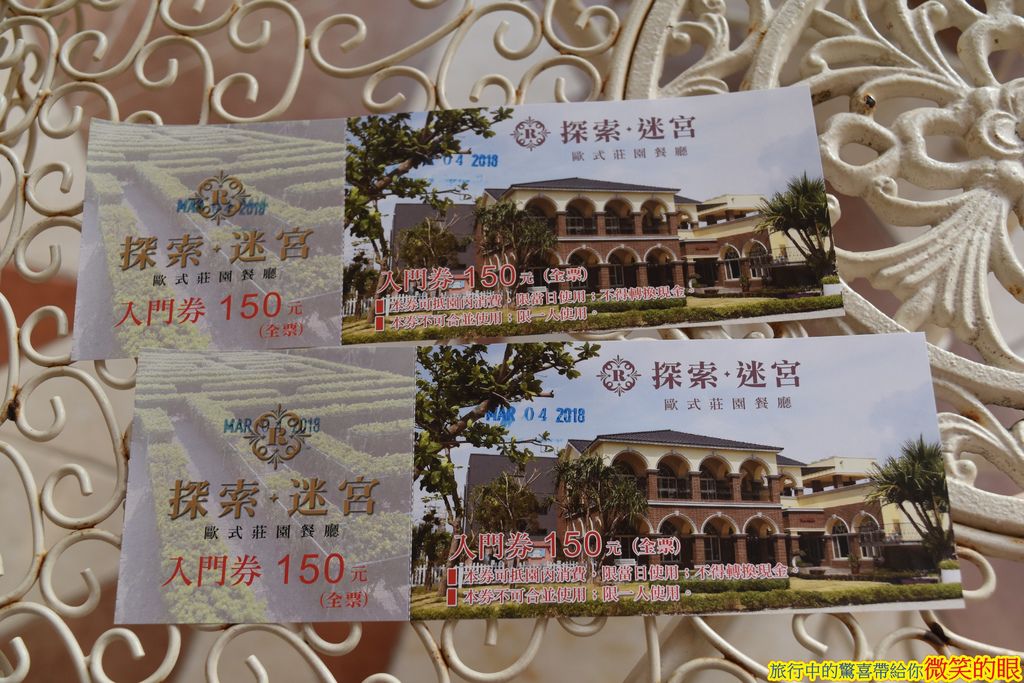 R
MAR 2018
探索·迷宮
歐式莊園餐廳
入門券 150元
(全票)
R 探索·迷宮
歐式莊園餐廳
04 2018
入門券 150元 (全票)
本券可抵園內消費；限當日使用；不得轉換現金。
本券不可合並使用；限一人使用。
MAR 2018
R
探索·迷宮
歐式莊園餐廳
入門券 150元
(全票)
R 探索·迷宮
歐式莊園餐廳
MAR 04 2018
入門券 150元 (全票)
本券可抵園內消費；限當日使用；不得轉換現金。
本券不可合並使用；限一人使用。
旅行中的驚喜帶給你微笑的眼